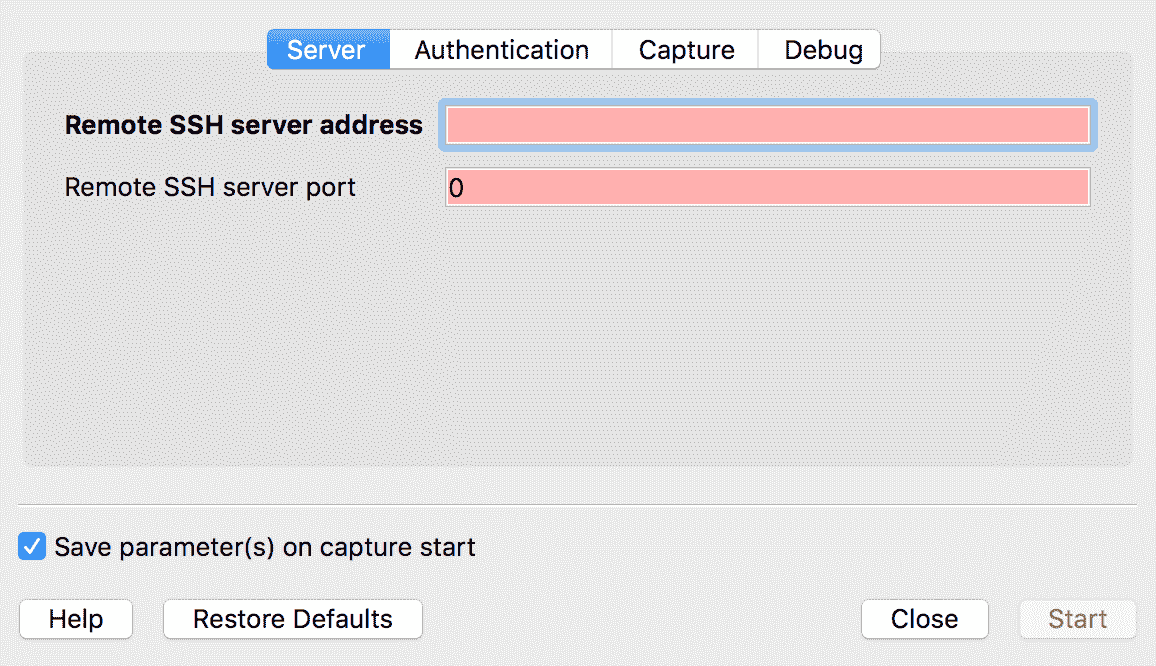 Server Authentication Capture Debug
Remote SSH server address
Remote SSH server port 0
Save parameter(s) on capture start
Help Restore Defaults Close Start